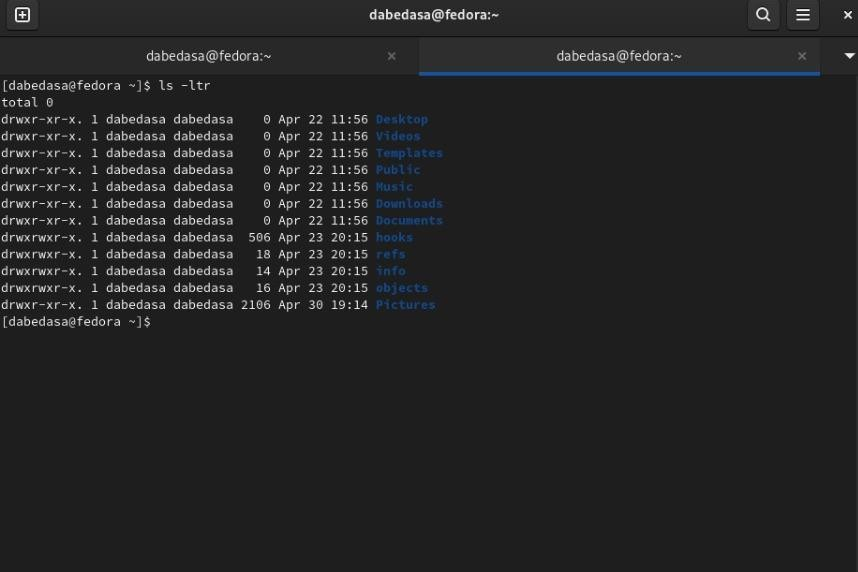 dabedasa@fedora:~
dabedasa@fedora:~ dabedasa@fedora:~
[dabedasa@fedora ~]$ ls -ltr
total 0
drwxr-xr-x. 1 dabedasa dabedasa    0 Apr 22 11:56 Desktop
drwxr-xr-x. 1 dabedasa dabedasa    0 Apr 22 11:56 Videos
drwxr-xr-x. 1 dabedasa dabedasa    0 Apr 22 11:56 Templates
drwxr-xr-x. 1 dabedasa dabedasa    0 Apr 22 11:56 Public
drwxr-xr-x. 1 dabedasa dabedasa    0 Apr 22 11:56 Music
drwxr-xr-x. 1 dabedasa dabedasa    0 Apr 22 11:56 Downloads
drwxr-xr-x. 1 dabedasa dabedasa    0 Apr 22 11:56 Documents
drwxrwxr-x. 1 dabedasa dabedasa  506 Apr 23 20:15 hooks
drwxrwxr-x. 1 dabedasa dabedasa   18 Apr 23 20:15 refs
drwxrwxr-x. 1 dabedasa dabedasa   14 Apr 23 20:15 info
drwxrwxr-x. 1 dabedasa dabedasa   16 Apr 23 20:15 objects
drwxr-xr-x. 1 dabedasa dabedasa 2106 Apr 30 19:14 Pictures
[dabedasa@fedora ~]$